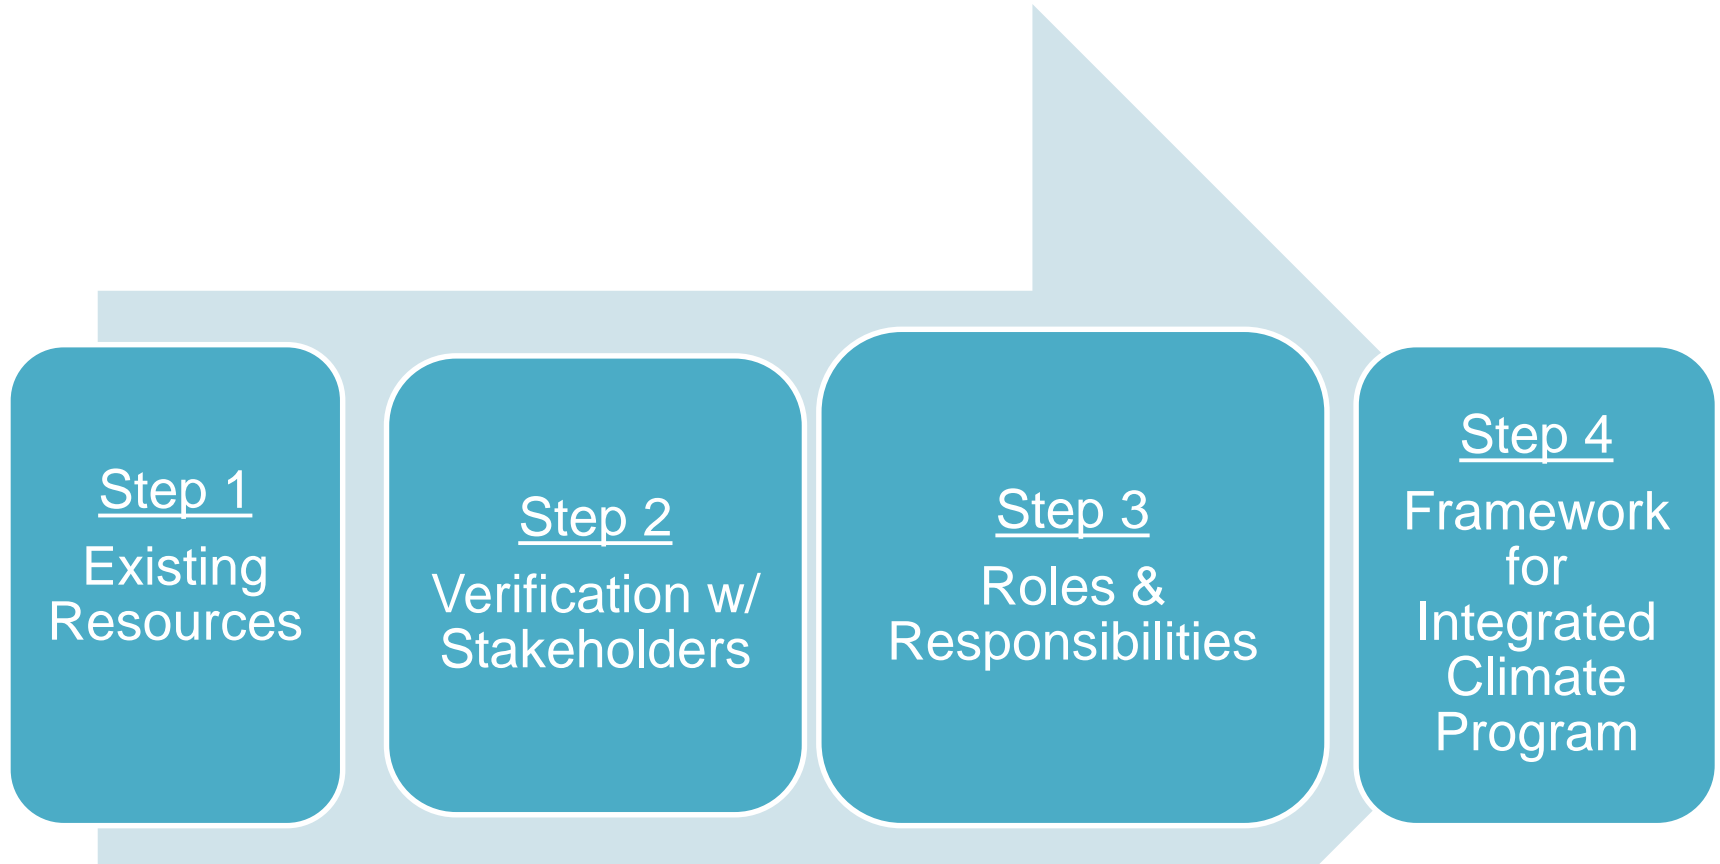 Step 1
Existing
Resources
Step 2
Verification w/
Stakeholders
Step 3
Roles &
Responsibilities
Step 4
Framework
for
Integrated
Climate
Program